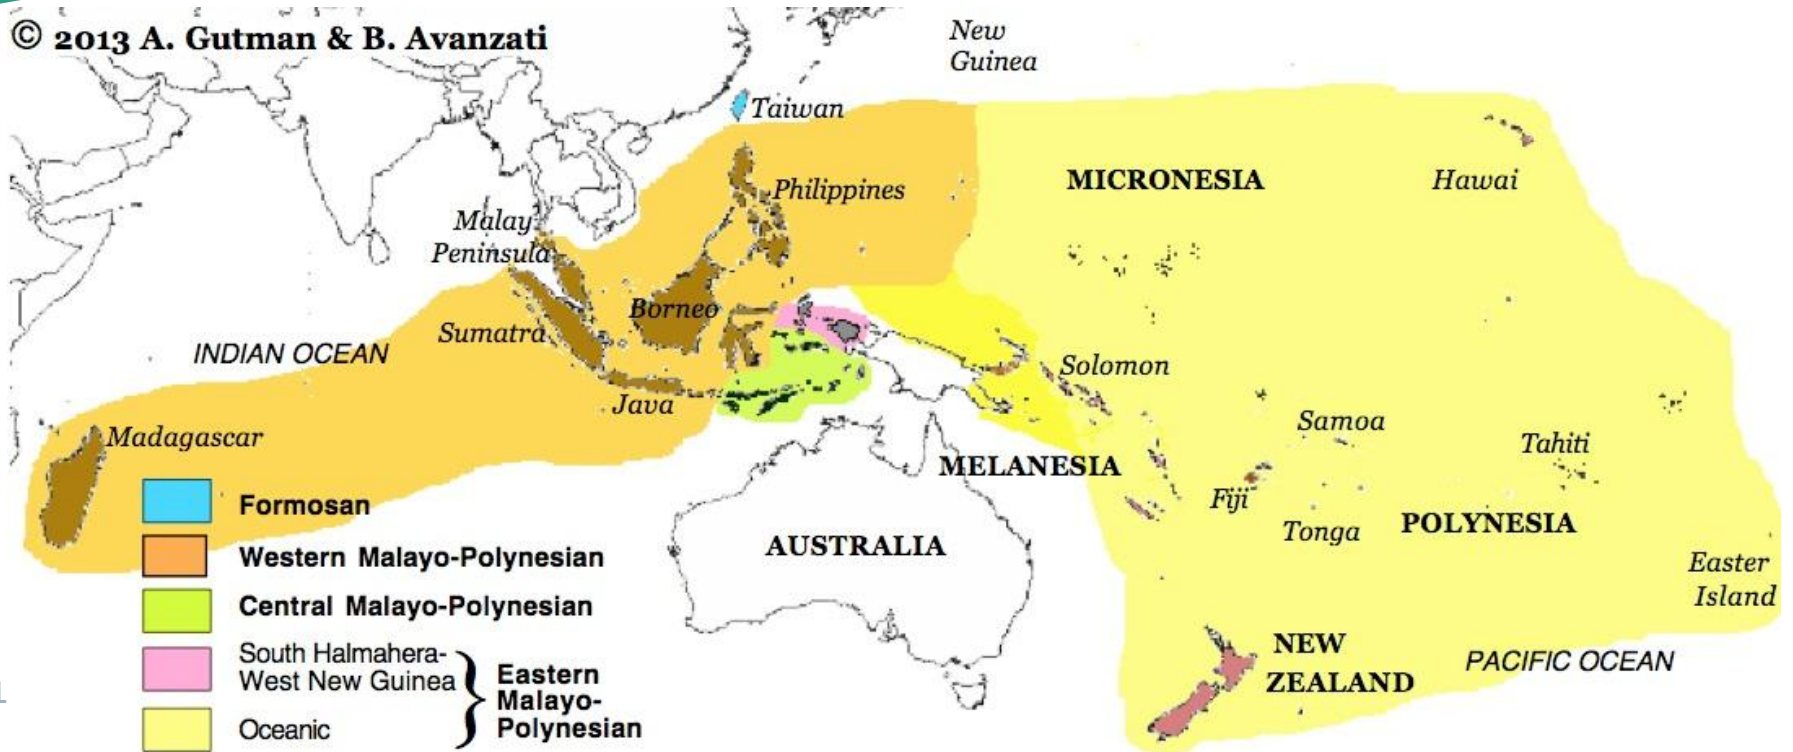 © 2013 A. Gutman & B. Avanzati
New
Guinea
Taiwan
MICRONESIA
Hawai
Philippines
Malay
Peninsula
Borneo
Sumatra
INDIAN OCEAN
Solomon
Java
Samoa
Madagascar
Tahiti
MELANESIA
Fiji
Tonga
POLYNESIA
AUSTRALIA
Easter
Island
NEW
ZEALAND
PACIFIC OCEAN
Formosan
Western Malayo-Polynesian
Central Malayo-Polynesian
South Halmahera-
West New Guinea
Oceanic
Eastern
Malayo-
Polynesian